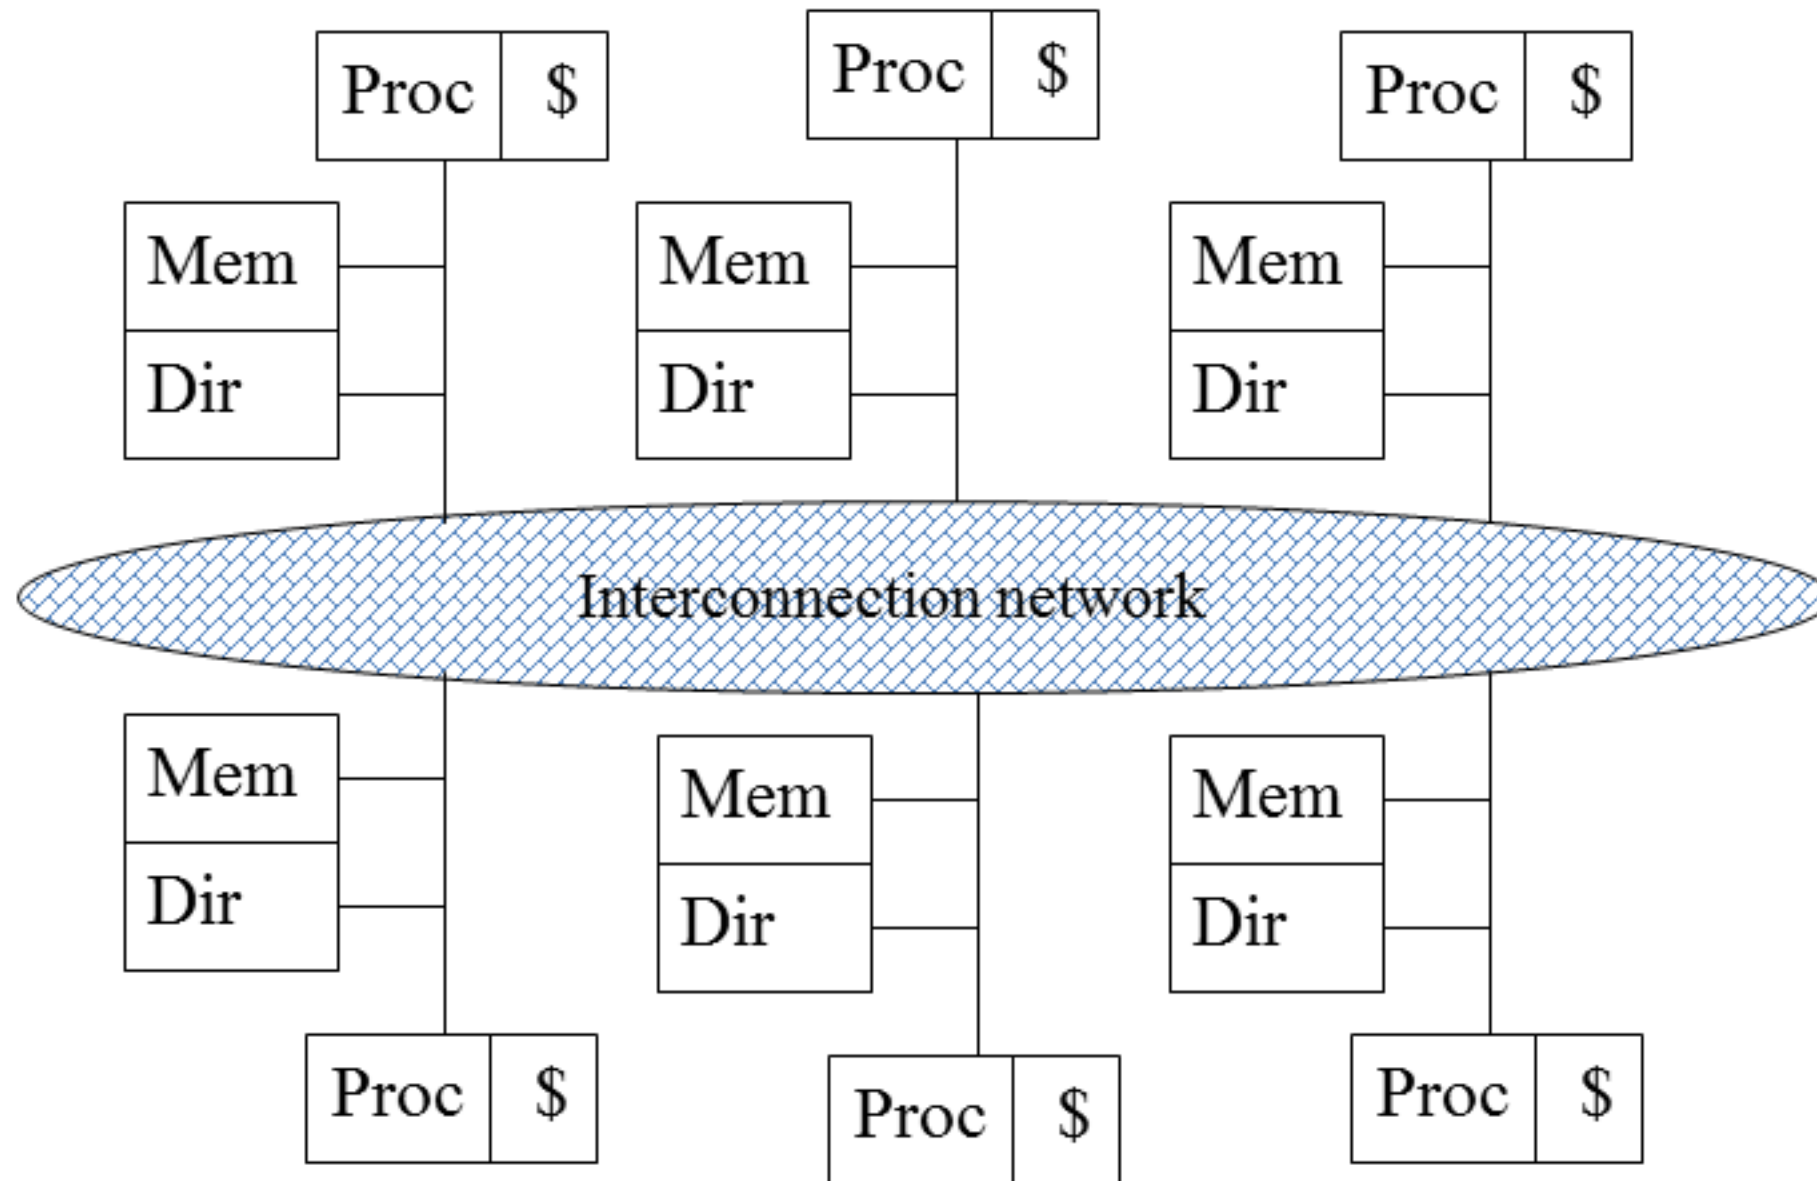 Proc $
Proc $
Proc $
Mem
Dir
Mem
Dir
Mem
Dir
Interconnection network
Mem
Dir
Mem
Dir
Mem
Dir
Proc $
Proc $
Proc $